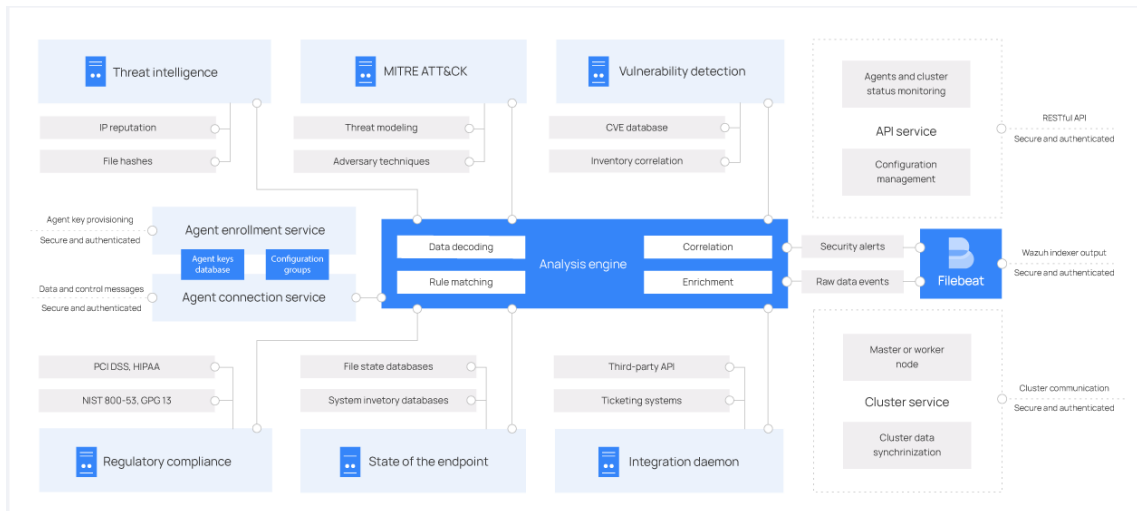 Threat intelligence
IP reputation
File hashes
MITRE ATT&CK
Threat modeling
Adversary techniques
Vulnerability detection
CVE database
Inventory correlation
Agents and cluster
status monitoring
API service
Configuration
management
RESTful API
Secure and authenticated
Agent key provisioning
Secure and authenticated
Agent enrollment service
Agent keys
database
Configuration
groups
Data and control messages
Secure and authenticated
Agent connection service
Data decoding
Rule matching
Analysis engine
Correlation
Enrichment
Security alerts
Raw data events
Filebeat
Wazuh indexer output
Secure and authenticated
PCI DSS, HIPAA
NIST 800-53, GPG 13
Regulatory compliance
File state databases
System invetory databases
State of the endpoint
Third-party API
Ticketing systems
Integration daemon
Master or worker
node
Cluster service
Cluster data
synchrinization
Cluster communication
Secure and authenticated